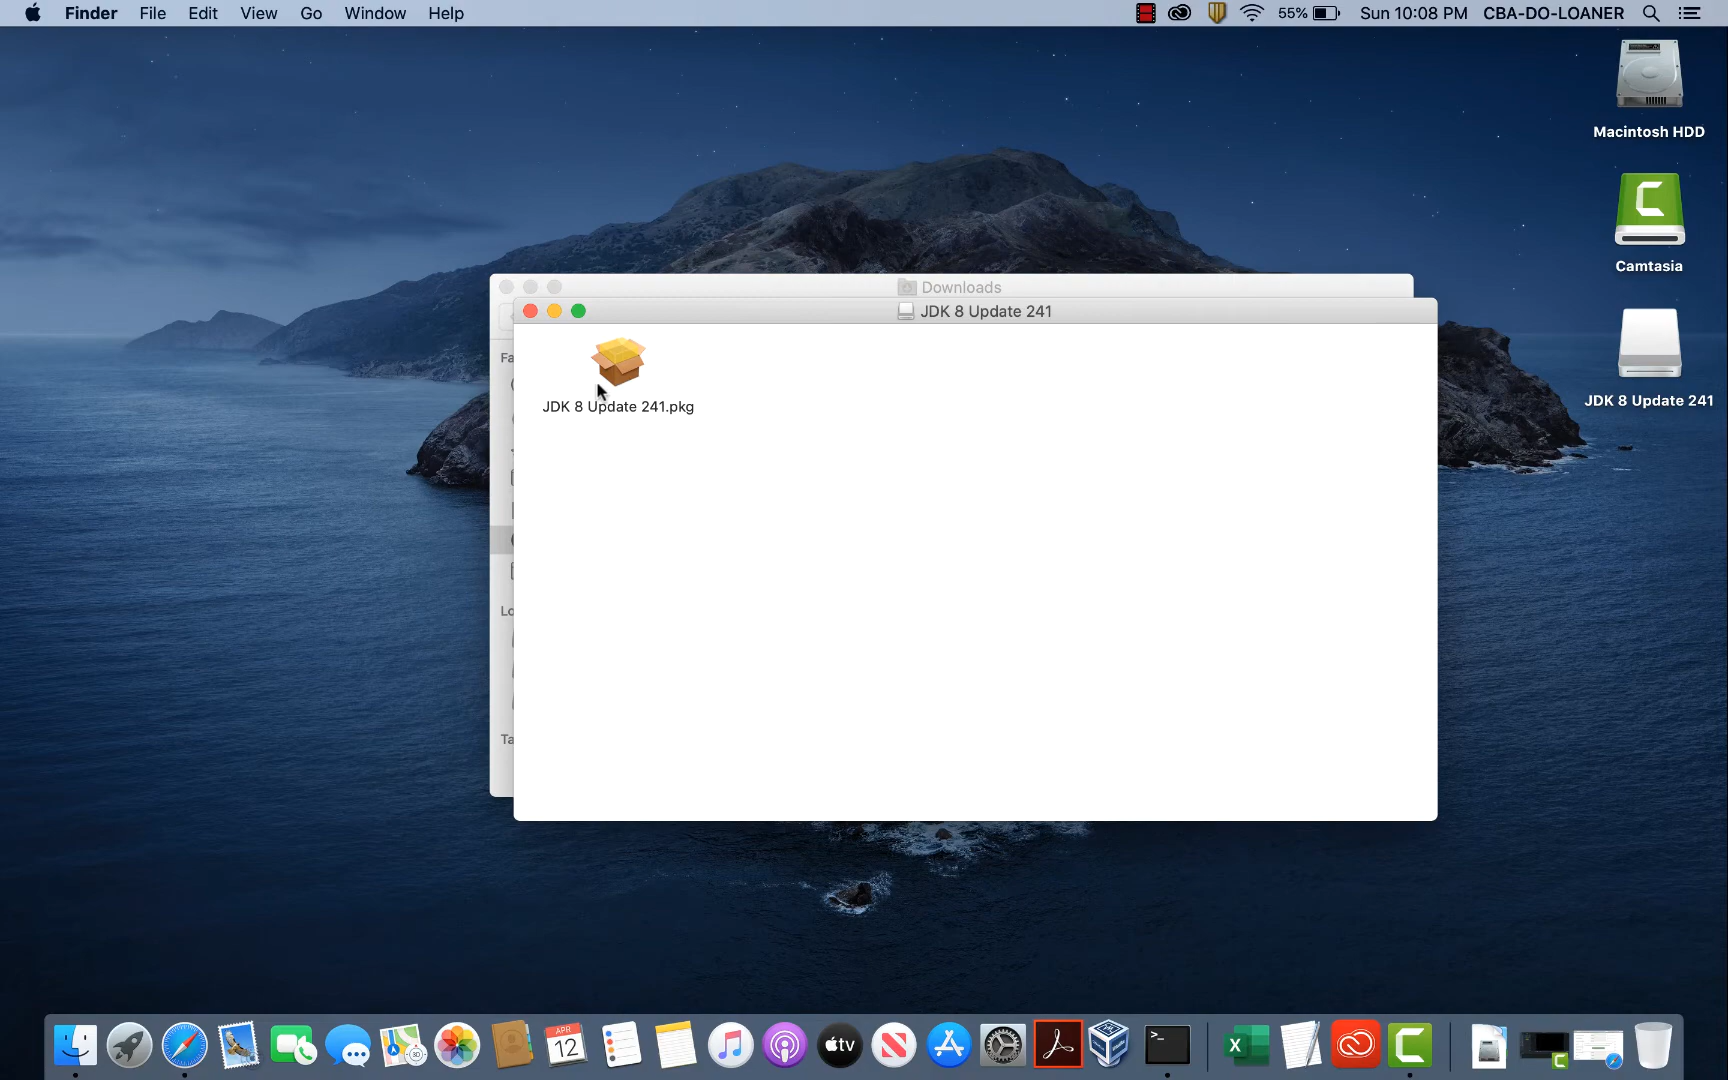 Finder File Edit View Go Window Help 55% Sun 10:08 PM CBA-DO-LOANER
Macintosh HDD
Camtasia
JDK 8 Update 241
Downloads
JDK 8 Update 241
JDK 8 Update 241.pkg
Fa
Lo
Ta
APR
12
3D
tv
>_
X
C